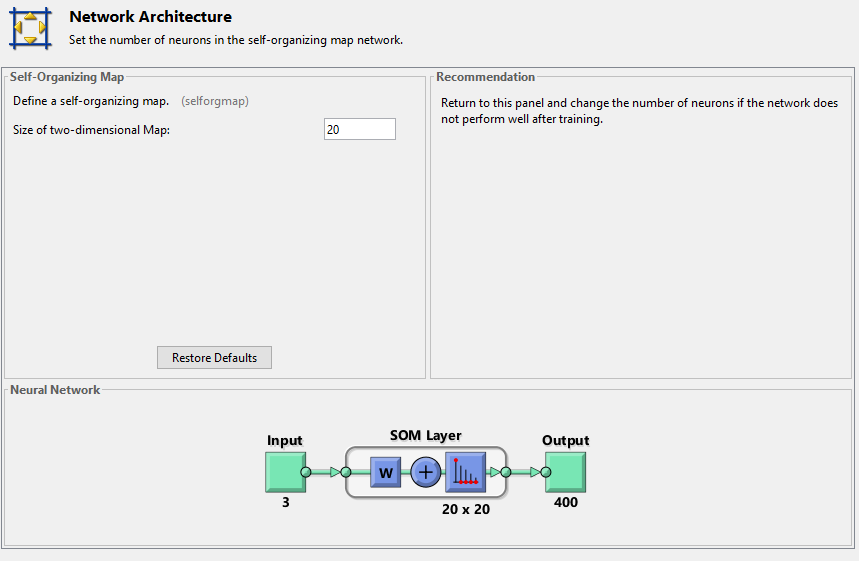 Network Architecture
Set the number of neurons in the self-organizing map network.
Self-Organizing Map
Define a self-organizing map. (selforgmap)
Size of two-dimensional Map: 20
Restore Defaults
Recommendation
Return to this panel and change the number of neurons if the network does
not perform well after training.
Neural Network
Input
3
SOM Layer
W
+
20 x 20
Output
400